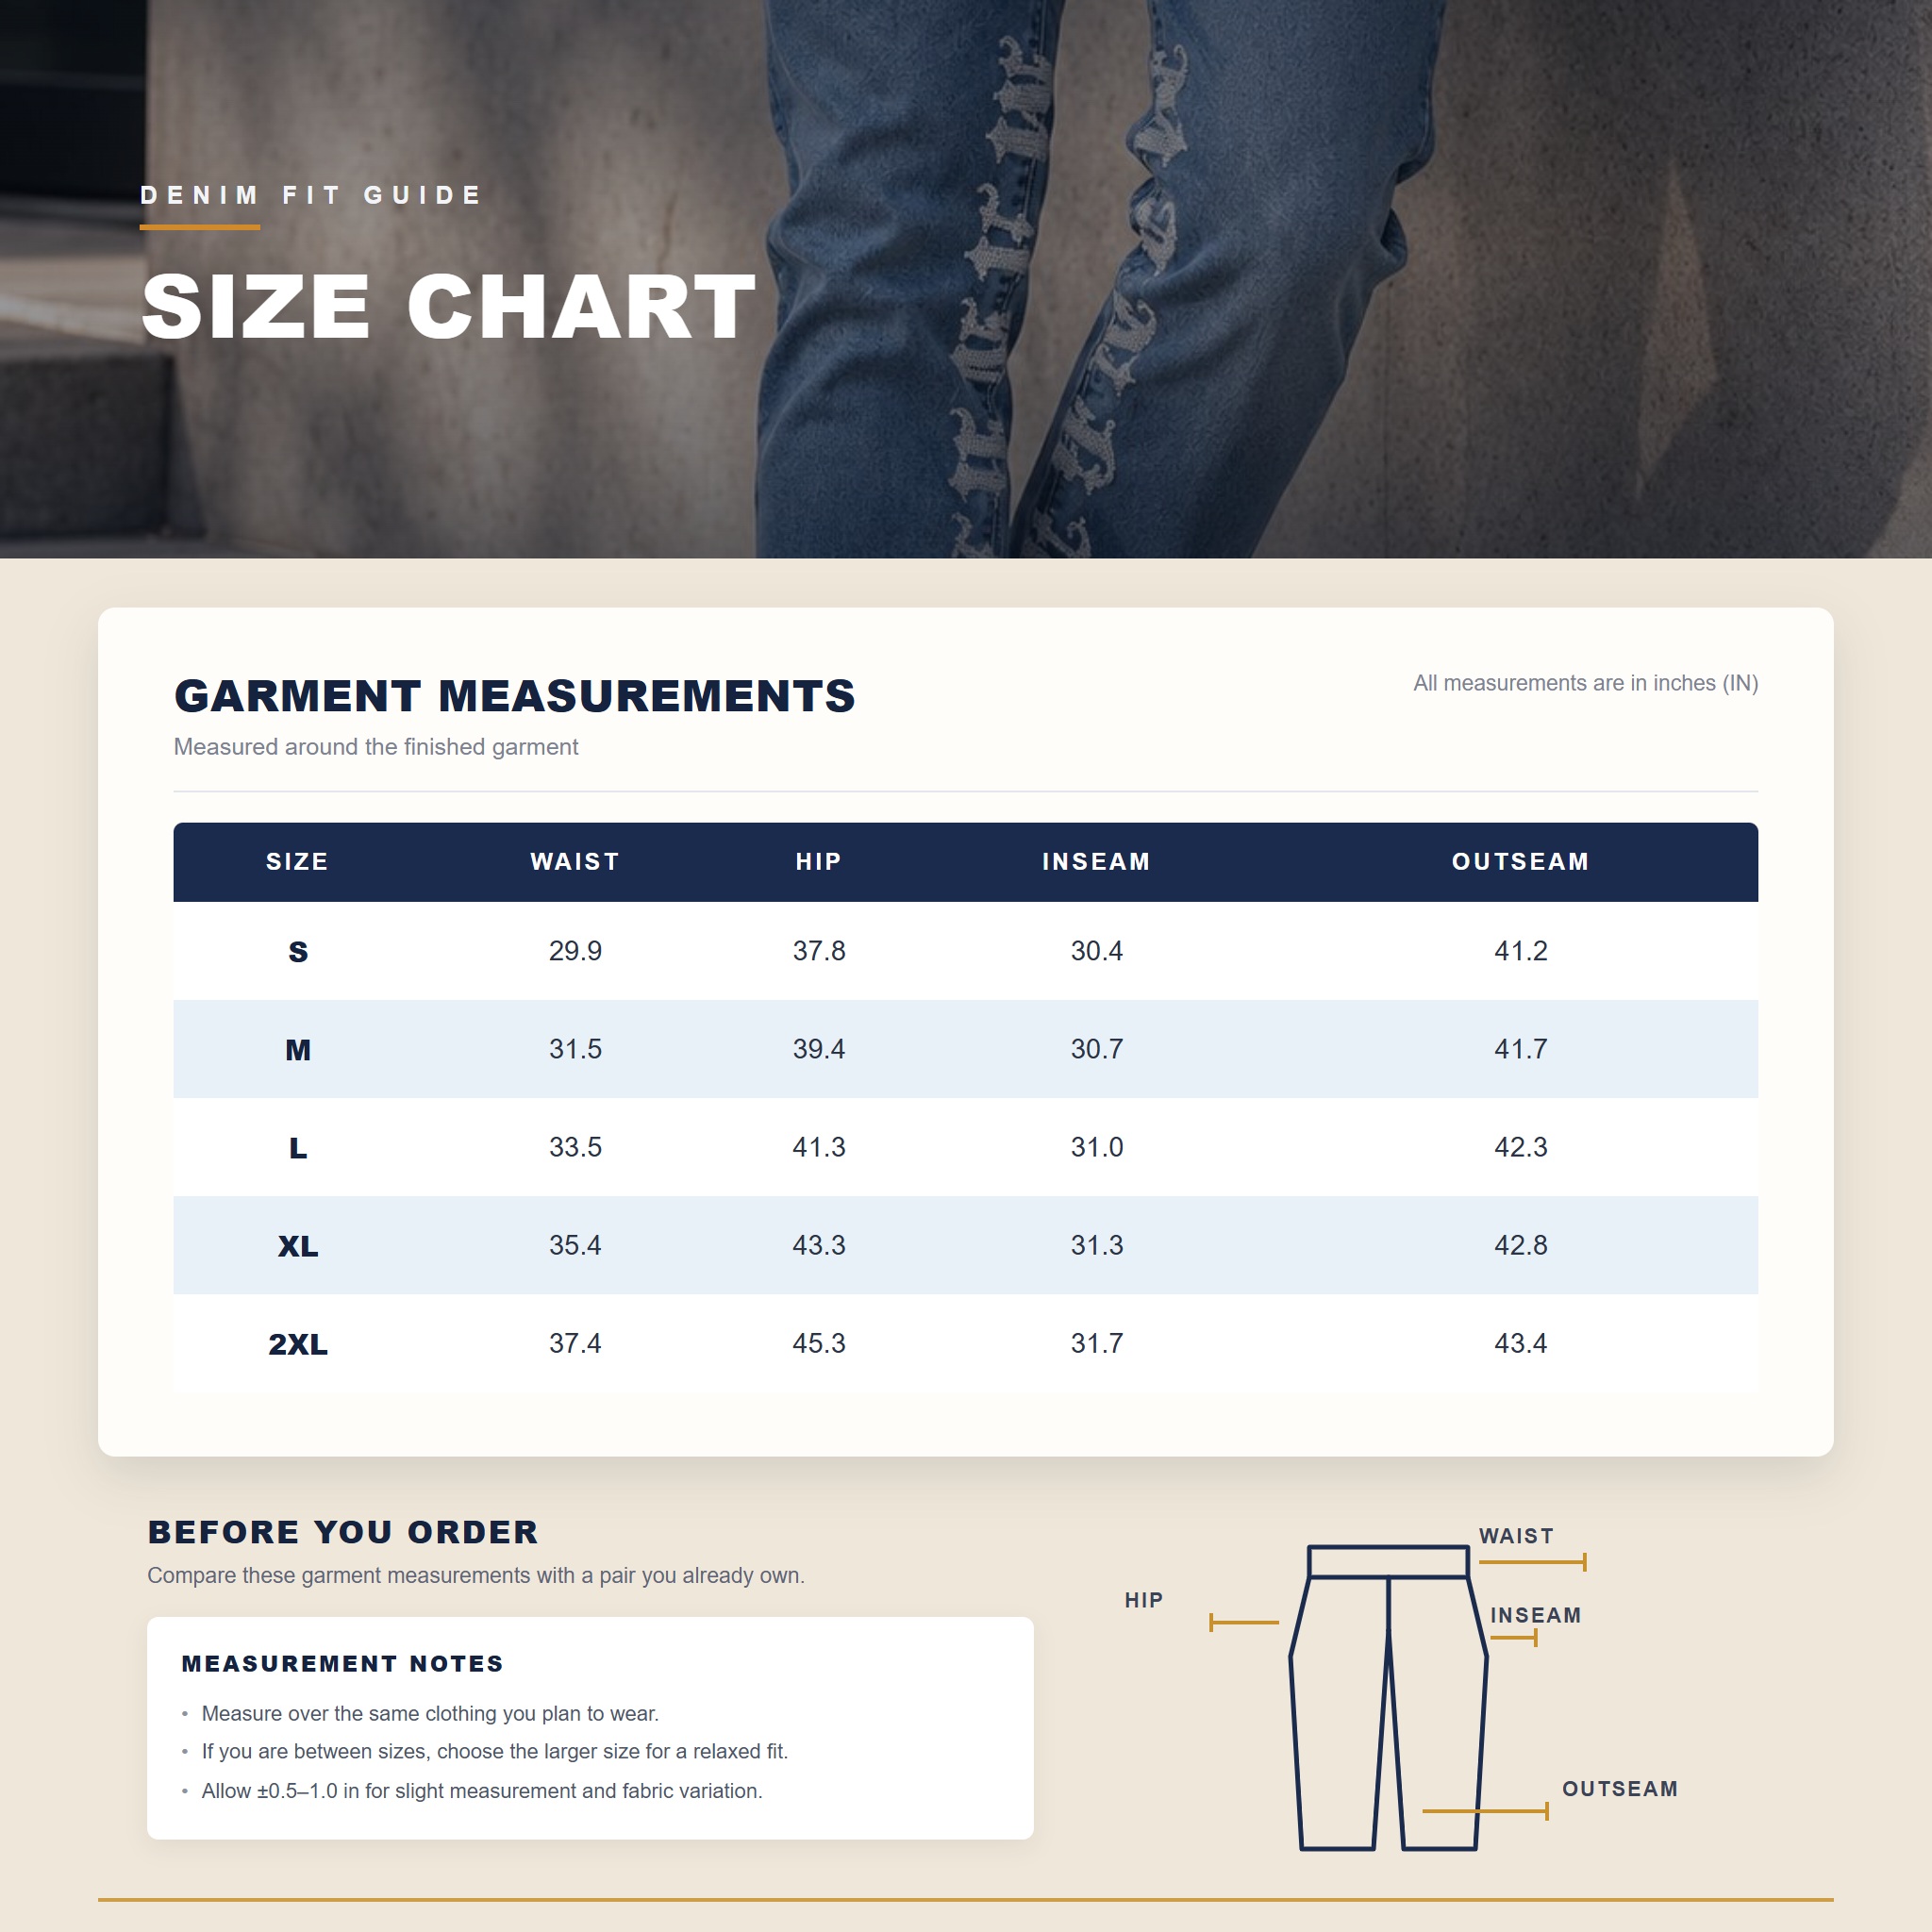 DENIM FIT GUIDE
SIZE CHART
GARMENT MEASUREMENTS
All measurements are in inches (IN)
Measured around the finished garment
SIZE WAIST HIP INSEAM OUTSEAM
S 29.9 37.8 30.4 41.2
M 31.5 39.4 30.7 41.7
L 33.5 41.3 31.0 42.3
XL 35.4 43.3 31.3 42.8
2XL 37.4 45.3 31.7 43.4
BEFORE YOU ORDER
Compare these garment measurements with a pair you already own.
MEASUREMENT NOTES
• Measure over the same clothing you plan to wear.
• If you are between sizes, choose the larger size for a relaxed fit.
• Allow ±0.5–1.0 in for slight measurement and fabric variation.
WAIST
HIP
INSEAM
OUTSEAM